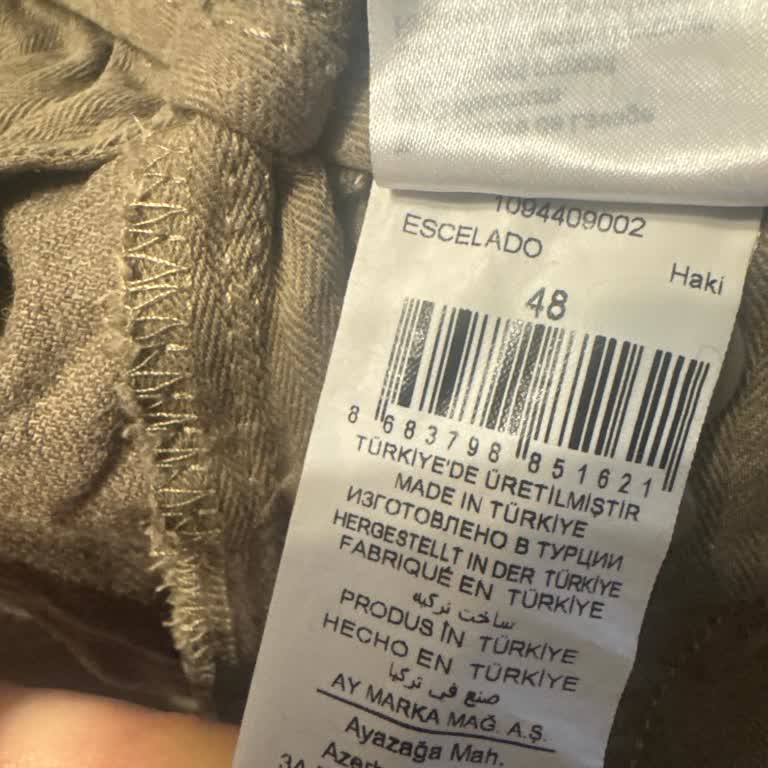 1094409002
ESCELADO
Haki
48
8 683798 851621
TÜRKİYE'DE ÜRETİLMİŞTİR
MADE IN TÜRKİYE
ИЗГОТОВЛЕНО В ТУРЦИИ
HERGESTELLT IN DER TÜRKİYE
FABRIQUÉ EN TÜRKİYE
ساخت ترکیه
PRODUS ÎN TÜRKİYE
HECHO EN TÜRKİYE
صنع في تركيا
AY MARKA MAĞ. A.Ş.
Ayazağa Mah.